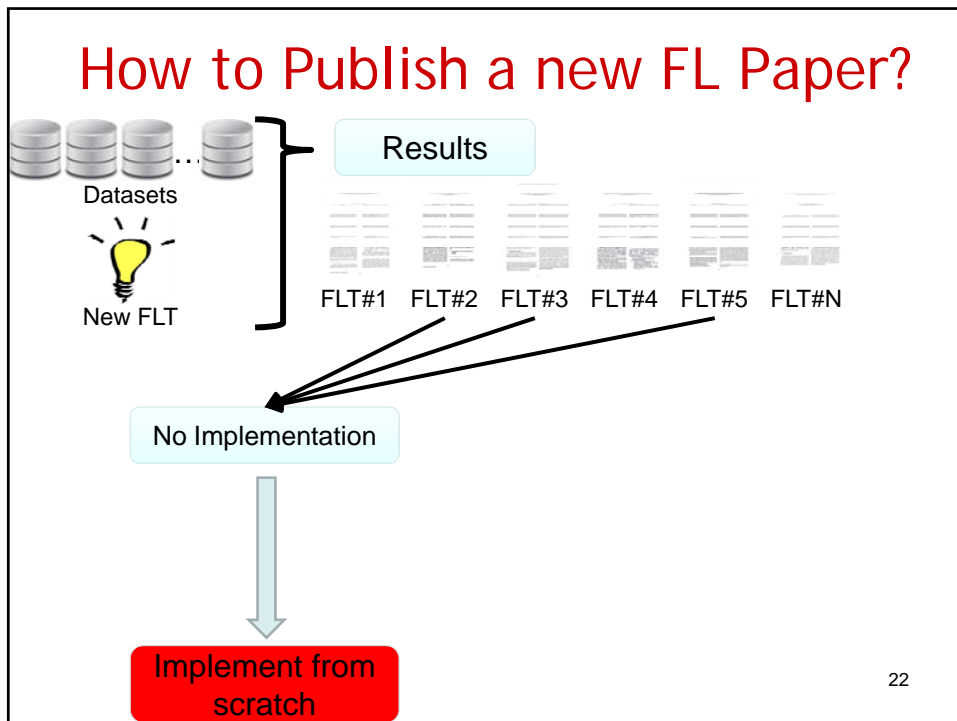 How to Publish a new FL Paper?
...
Datasets
New FLT
Results
FLT#1 FLT#2 FLT#3 FLT#4 FLT#5 FLT#N
No Implementation
Implement from
scratch
22